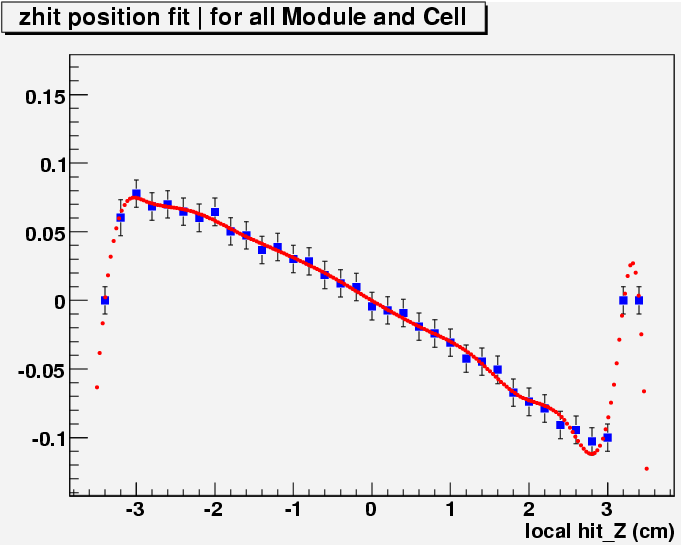 zhit position fit | for all Module and Cell
0.15
0.1
0.05
0
-0.05
-0.1
-3 -2 -1 0 1 2 3
local hit_Z (cm)